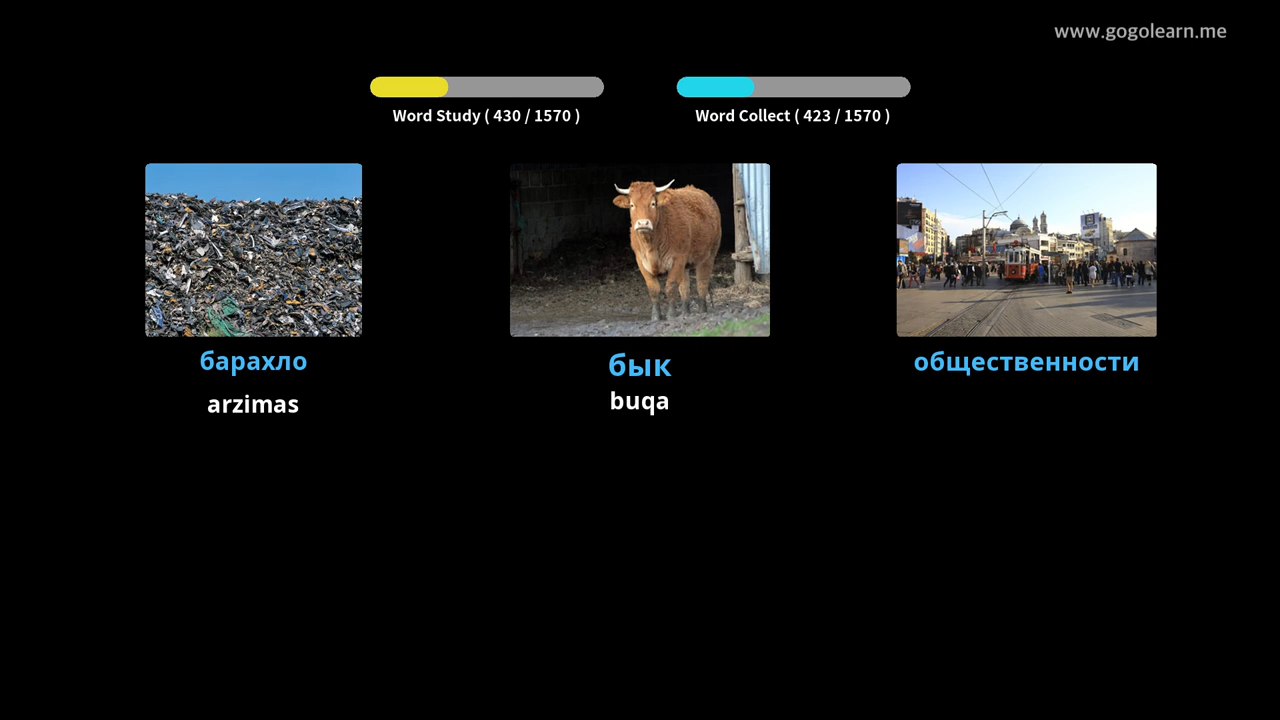 www.gogolearn.me
Word Study ( 430 / 1570 )
Word Collect ( 423 / 1570 )
барахло
arzimas
бык
buqa
общественности